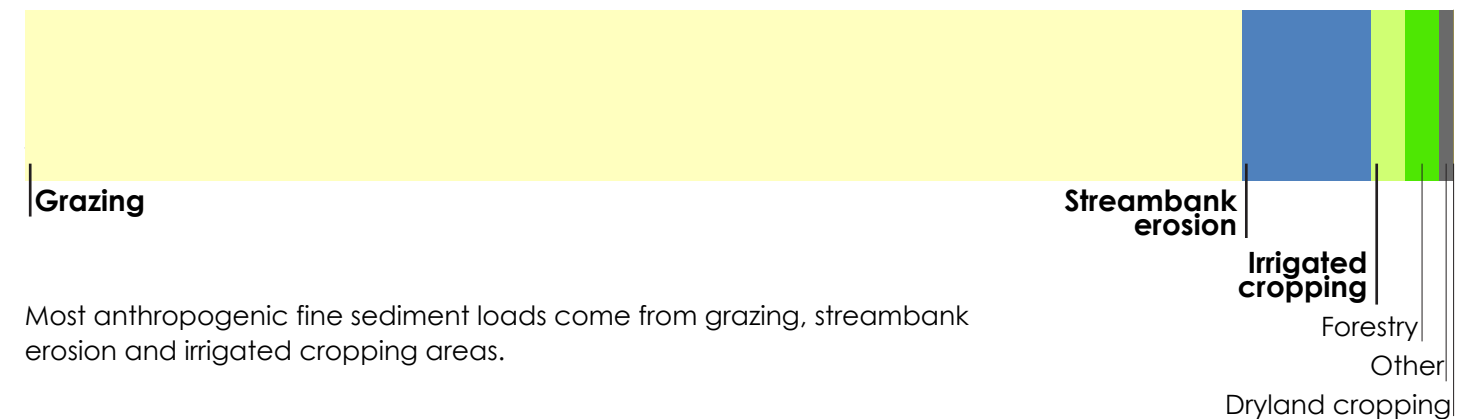 Grazing
Streambank
erosion
Irrigated
cropping
Forestry
Other
Dryland cropping
Most anthropogenic fine sediment loads come from grazing, streambank
erosion and irrigated cropping areas.